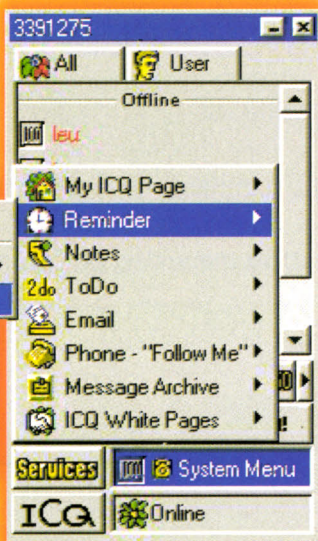 3391275
All User
Offline
leu
My ICQ Page
Reminder
Notes
2do ToDo
Email
Phone - "Follow Me"
Message Archive
ICQ White Pages
Services System Menu
ICQ Online